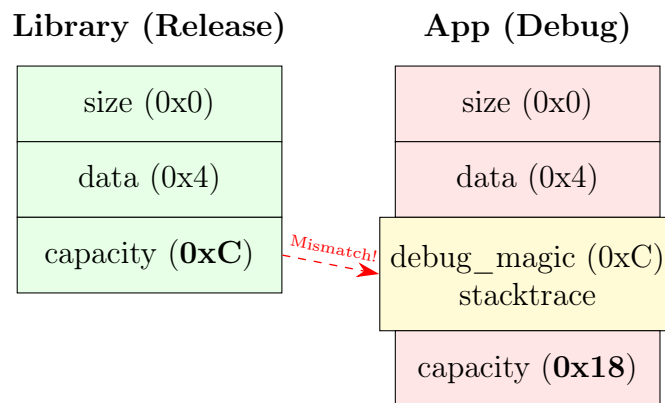 Library (Release)
size (0x0)
data (0x4)
capacity (0xC)
Mismatch!
App (Debug)
size (0x0)
data (0x4)
debug_magic (0xC)
stacktrace
capacity (0x18)